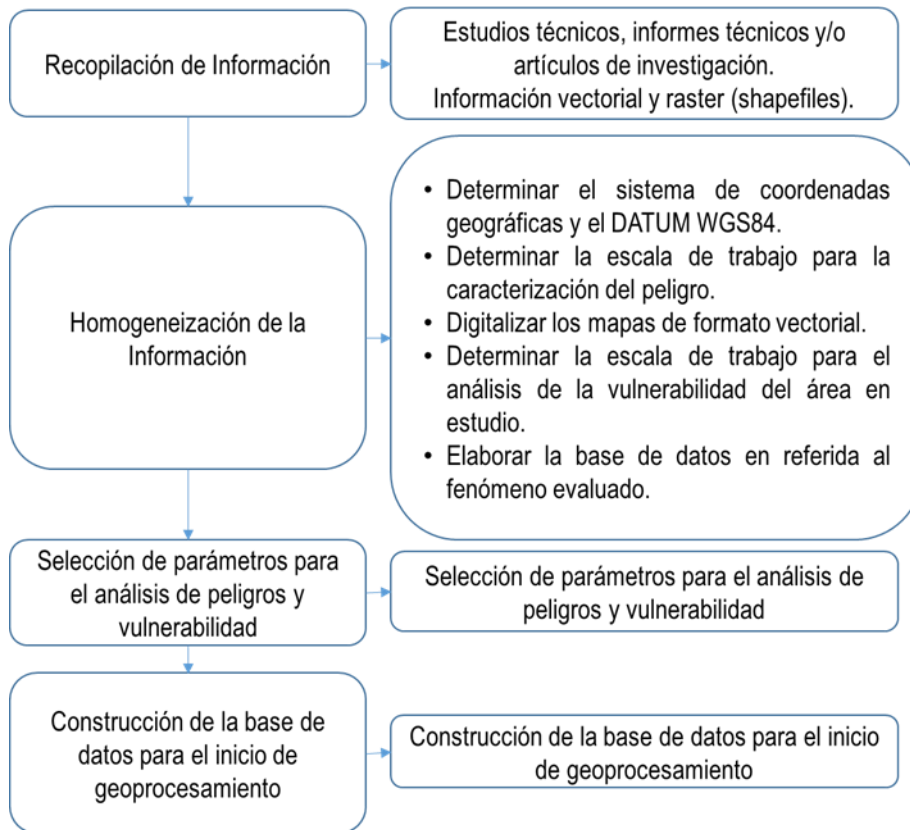 Recopilación de Información
Estudios técnicos, informes técnicos y/o
artículos de investigación.
Información vectorial y raster (shapefiles).
Homogeneización de la
Información
• Determinar el sistema de coordenadas
geográficas y el DATUM WGS84.
• Determinar la escala de trabajo para la
caracterización del peligro.
• Digitalizar los mapas de formato vectorial.
• Determinar la escala de trabajo para el
análisis de la vulnerabilidad del área en
estudio.
• Elaborar la base de datos en referida al
fenómeno evaluado.
Selección de parámetros para
el análisis de peligros y
vulnerabilidad
Selección de parámetros para el análisis de
peligros y vulnerabilidad
Construcción de la base de
datos para el inicio de
geoprocesamiento
Construcción de la base de datos para el inicio
de geoprocesamiento